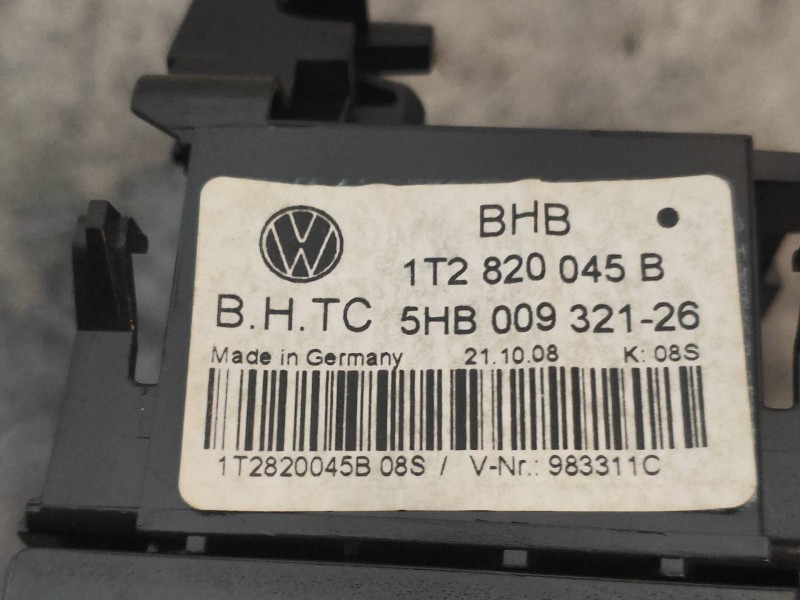 BHB
1T2 820 045 B
B.H.TC 5HB 009 321-26
Made in Germany 21.10.08 K: 08S
1T2820045B 08S / V-Nr.: 983311C